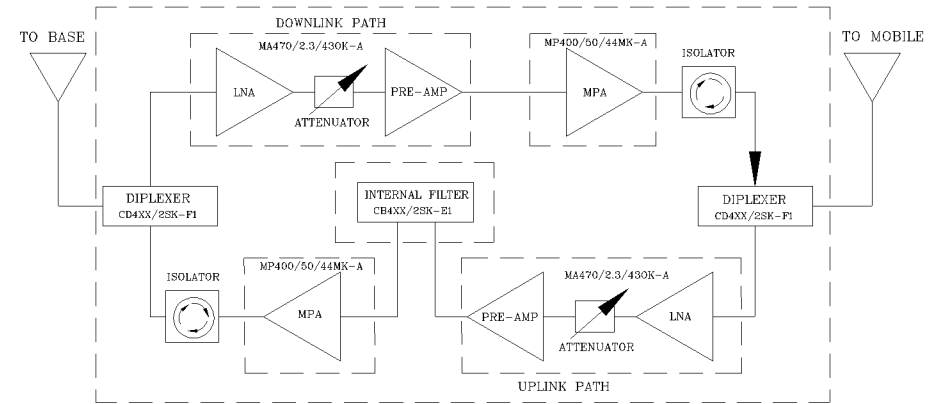 DOWNLINK PATH
TO BASE
MA470/2.3/430K-A
LNA
ATTENUATOR
PRE-AMP
MP400/50/44MK-A
MPA
ISOLATOR
TO MOBILE
DIPLEXER
CD4XX/2SK-F1
INTERNAL FILTER
CB4XX/2SK-E1
DIPLEXER
CD4XX/2SK-F1
ISOLATOR
MP400/50/44MK-A
MPA
MA470/2.3/430K-A
PRE-AMP
ATTENUATOR
LNA
UPLINK PATH